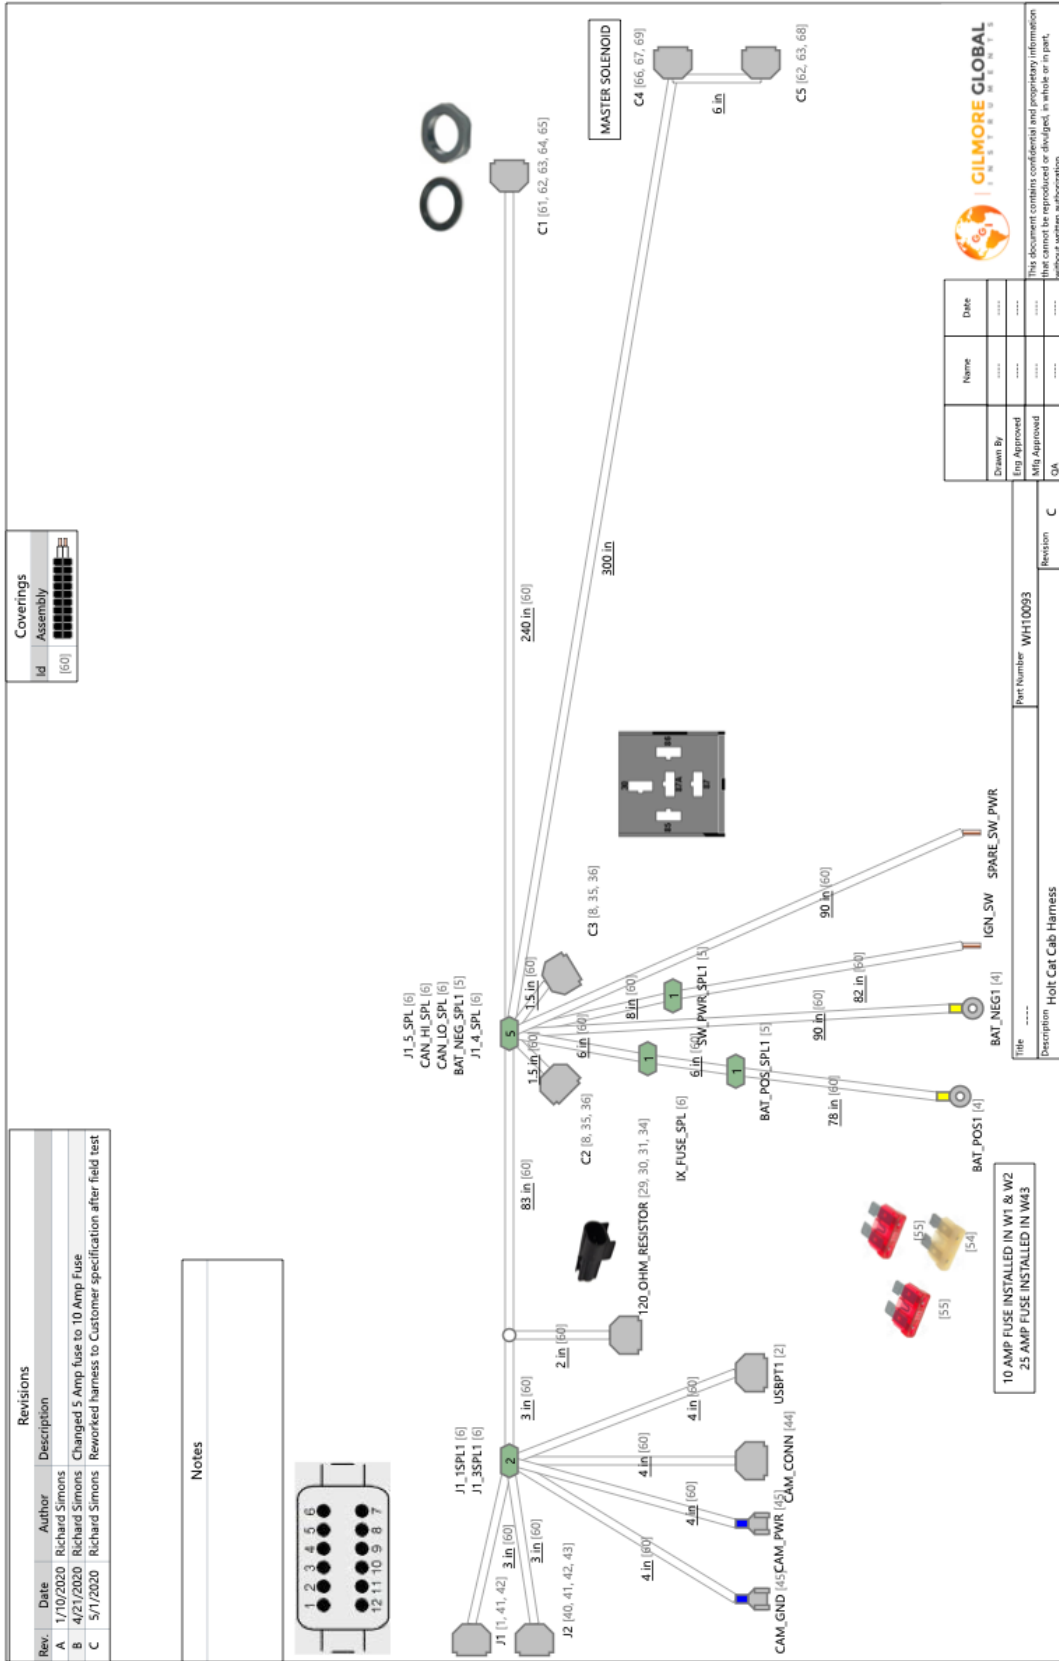 Revisions
Rev. Date Author Description
A 1/10/2020 Richard Simons
B 4/21/2020 Richard Simons Changed 5 Amp fuse to 10 Amp Fuse
C 5/1/2020 Richard Simons Reworked harness to Customer specification after field test
Coverings
Id Assembly
[60]
Notes
1 2 3 4 5 6
12 11 10 9 8 7
J1_1SPL1 [6]
J1_3SPL1 [6]
2
J1 [1, 41, 42]
3 in [60]
3 in [60]
J2 [40, 41, 42, 43]
3 in [60]
2 in [60]
120_OHM_RESISTOR [29, 30, 31, 34]
4 in [60]
CAM_GND [45]
4 in [60]
CAM_PWR [45]
4 in [60]
CAM_CONN [44]
4 in [60]
USBPT1 [2]
83 in [60]
J1_5_SPL [6]
CAN_HI_SPL [6]
CAN_LO_SPL [6]
BAT_NEG_SPL1 [5]
J1_4_SPL [6]
5
1.5 in [60]
C2 [8, 35, 36]
1.5 in [60]
C3 [8, 35, 36]
6 in [60]
1
IX_FUSE_SPL [6]
6 in [60]
1
BAT_POS_SPL1 [5]
78 in [60]
BAT_POS1 [4]
8 in [60]
1
SW_PWR_SPL1 [5]
90 in [60]
BAT_NEG1 [4]
82 in [60]
IGN_SW
90 in [60]
SPARE_SW_PWR
30
85
87A
86
87
240 in [60]
C1 [61, 62, 63, 64, 65]
300 in
MASTER SOLENOID
C4 [66, 67, 69]
6 in
C5 [62, 63, 68]
[55]
[55]
[54]
10 AMP FUSE INSTALLED IN W1 & W2
25 AMP FUSE INSTALLED IN W43
Title ----
Part Number WH10093
Description Holt Cat Cab Harness
Revision C
Name Date
Drawn By ---- ----
Eng Approved ---- ----
Mfg Approved ---- ----
QA ---- ----
GGI
GILMORE GLOBAL
INSTRUMENTS
This document contains confidential and proprietary information
that cannot be reproduced or divulged, in whole or in part,
without written authorization